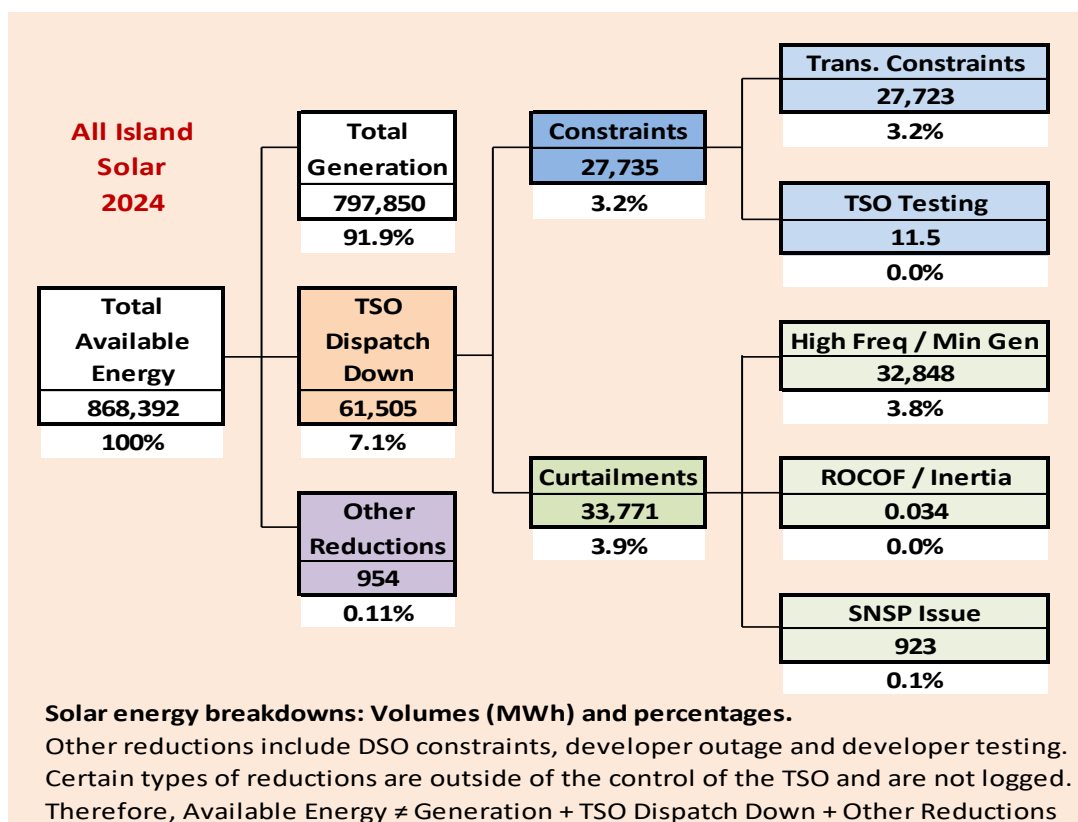 All Island
Solar
2024
Total
Available
Energy
868,392
100%
Total
Generation
797,850
91.9%
TSO
Dispatch
Down
61,505
7.1%
Other
Reductions
954
0.11%
Constraints
27,735
3.2%
Curtailments
33,771
3.9%
Trans. Constraints
27,723
3.2%
TSO Testing
11.5
0.0%
High Freq / Min Gen
32,848
3.8%
ROCOF / Inertia
0.034
0.0%
SNSP Issue
923
0.1%
Solar energy breakdowns: Volumes (MWh) and percentages.
Other reductions include DSO constraints, developer outage and developer testing.
Certain types of reductions are outside of the control of the TSO and are not logged.
Therefore, Available Energy ≠ Generation + TSO Dispatch Down + Other Reductions